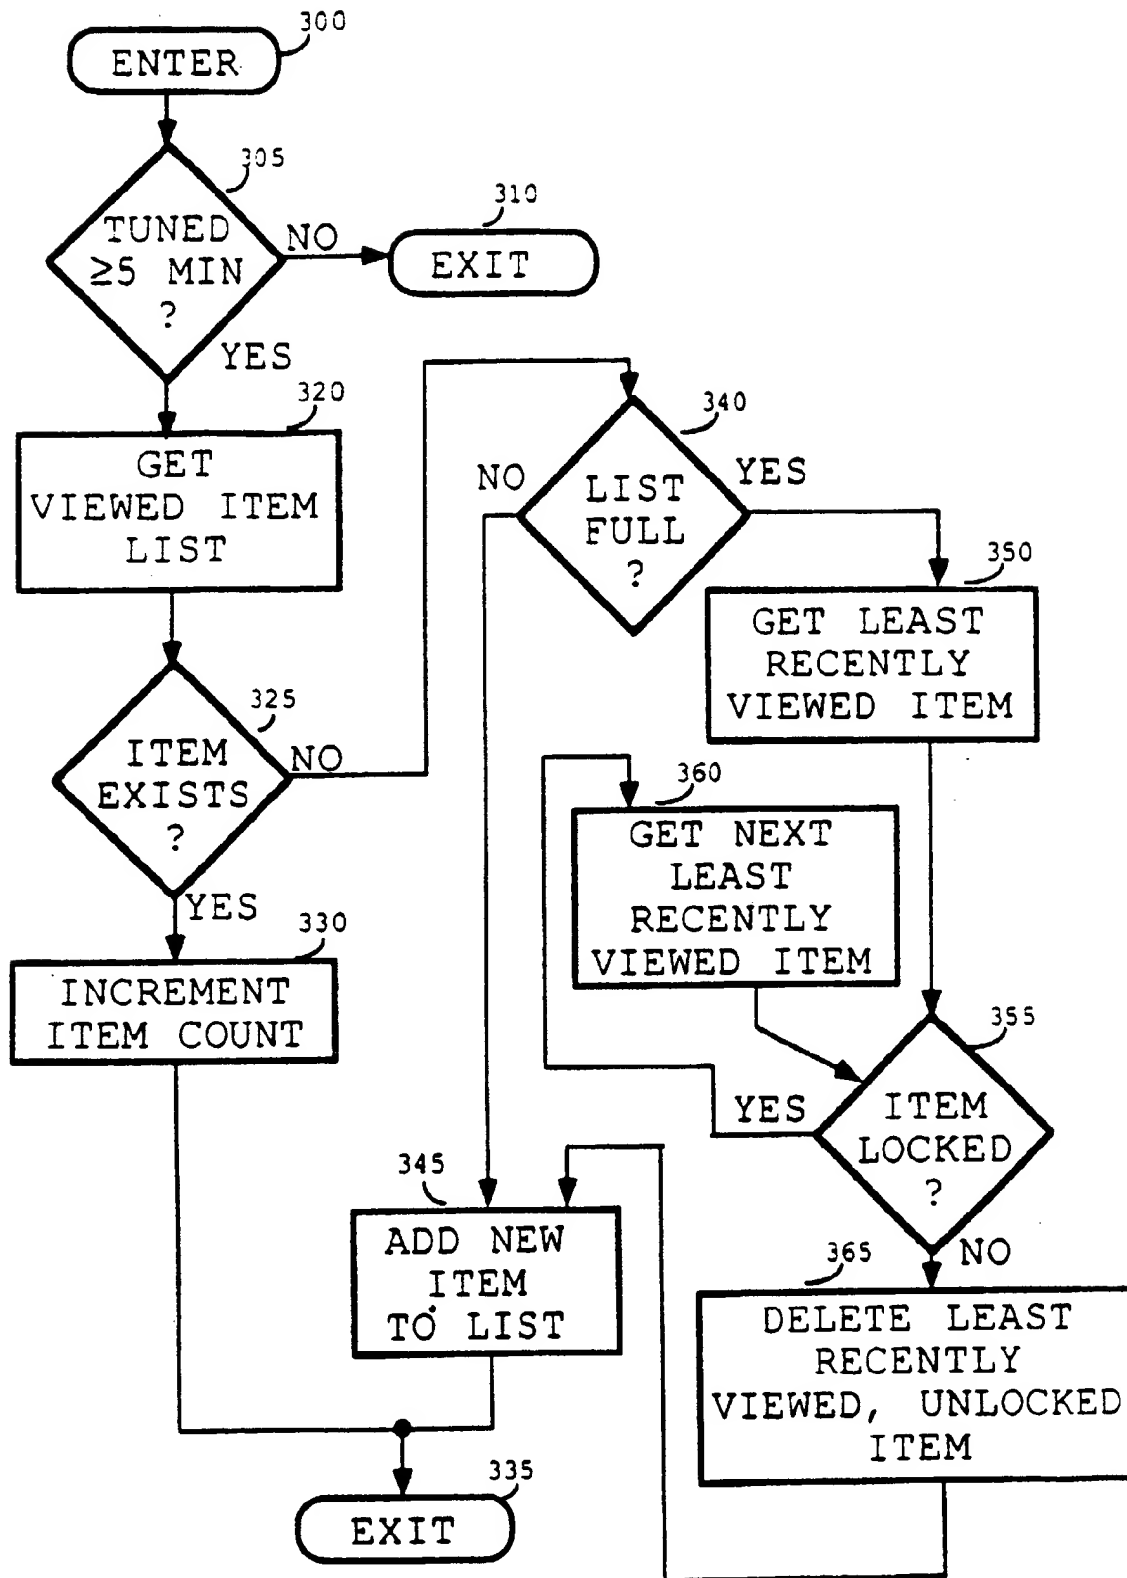 300
ENTER
305
TUNED
≥5 MIN
?
NO
310
EXIT
YES
320
GET
VIEWED ITEM
LIST
325
ITEM
EXISTS
?
NO
YES
330
INCREMENT
ITEM COUNT
340
LIST
FULL
?
NO
YES
350
GET LEAST
RECENTLY
VIEWED ITEM
360
GET NEXT
LEAST
RECENTLY
VIEWED ITEM
355
ITEM
LOCKED
?
YES
NO
345
ADD NEW
ITEM
TO LIST
365
DELETE LEAST
RECENTLY
VIEWED, UNLOCKED
ITEM
335
EXIT